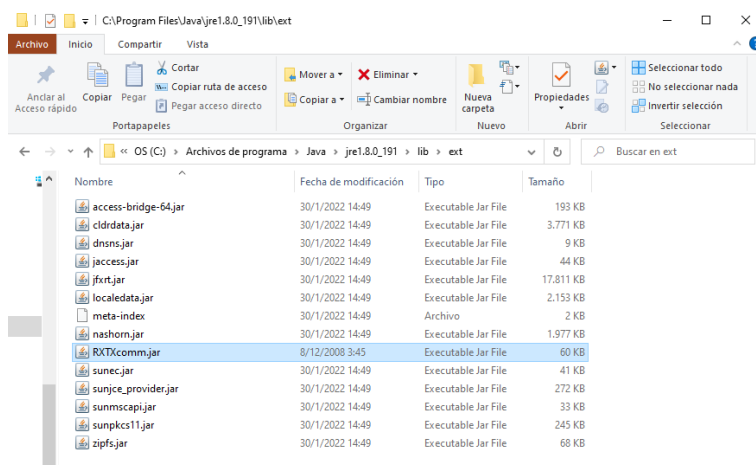 C:\Program Files\Java\jre1.8.0_191\lib\ext
Archivo Inicio Compartir Vista
Anclar al Acceso rápido
Copiar
Pegar
Cortar
Copiar ruta de acceso
Pegar acceso directo
Portapapeles
Mover a
Copiar a
Eliminar
Cambiar nombre
Organizar
Nueva carpeta
Nuevo
Propiedades
Abrir
Seleccionar todo
No seleccionar nada
Invertir selección
Seleccionar
« OS (C:) > Archivos de programa > Java > jre1.8.0_191 > lib > ext
Buscar en ext
Nombre Fecha de modificación Tipo Tamaño
access-bridge-64.jar 30/1/2022 14:49 Executable Jar File 193 KB
cldrdata.jar 30/1/2022 14:49 Executable Jar File 3.771 KB
dnsns.jar 30/1/2022 14:49 Executable Jar File 9 KB
jaccess.jar 30/1/2022 14:49 Executable Jar File 44 KB
jfxrt.jar 30/1/2022 14:49 Executable Jar File 17.811 KB
localedata.jar 30/1/2022 14:49 Executable Jar File 2.153 KB
meta-index 30/1/2022 14:49 Archivo 2 KB
nashorn.jar 30/1/2022 14:49 Executable Jar File 1.977 KB
RXTXcomm.jar 8/12/2008 3:45 Executable Jar File 60 KB
sunec.jar 30/1/2022 14:49 Executable Jar File 41 KB
sunjce_provider.jar 30/1/2022 14:49 Executable Jar File 272 KB
sunmscapi.jar 30/1/2022 14:49 Executable Jar File 33 KB
sunpkcs11.jar 30/1/2022 14:49 Executable Jar File 245 KB
zipfs.jar 30/1/2022 14:49 Executable Jar File 68 KB